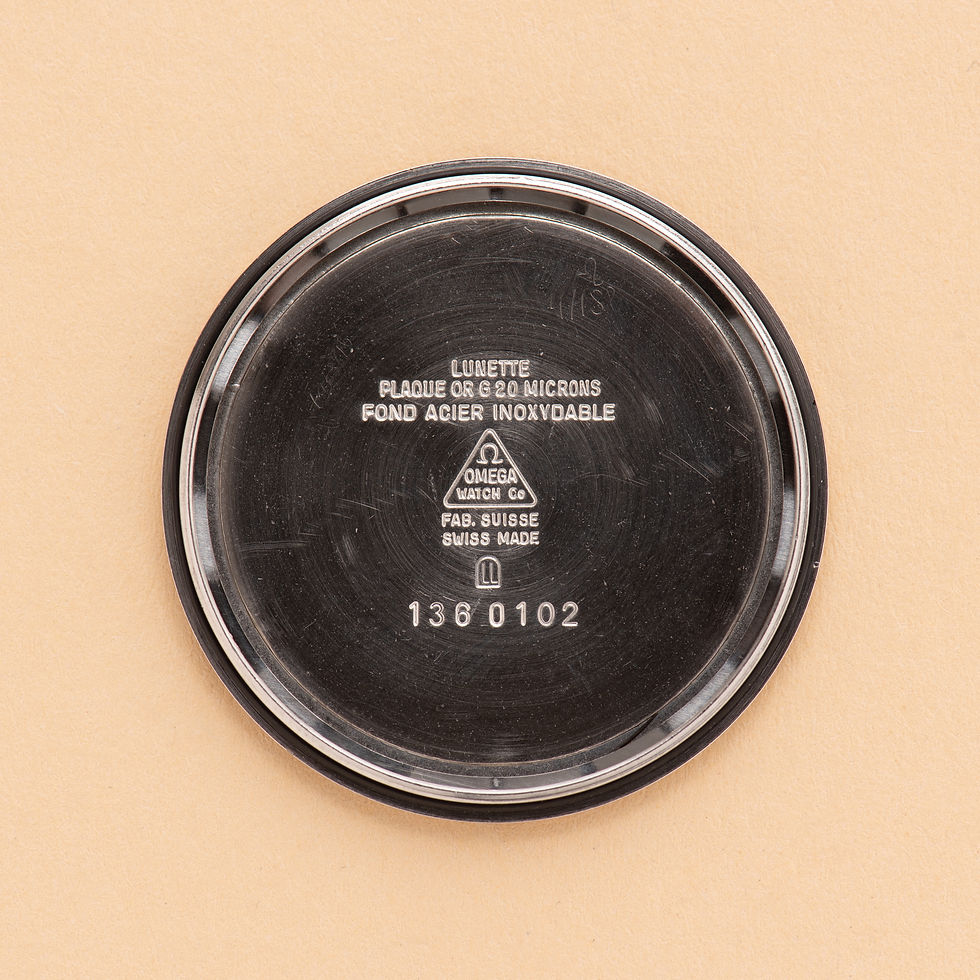 LUNETTE
PLAQUE OR G 20 MICRONS
FOND ACIER INOXYDABLE
Ω
OMEGA
WATCH Co
FAB. SUISSE
SWISS MADE
136 0102